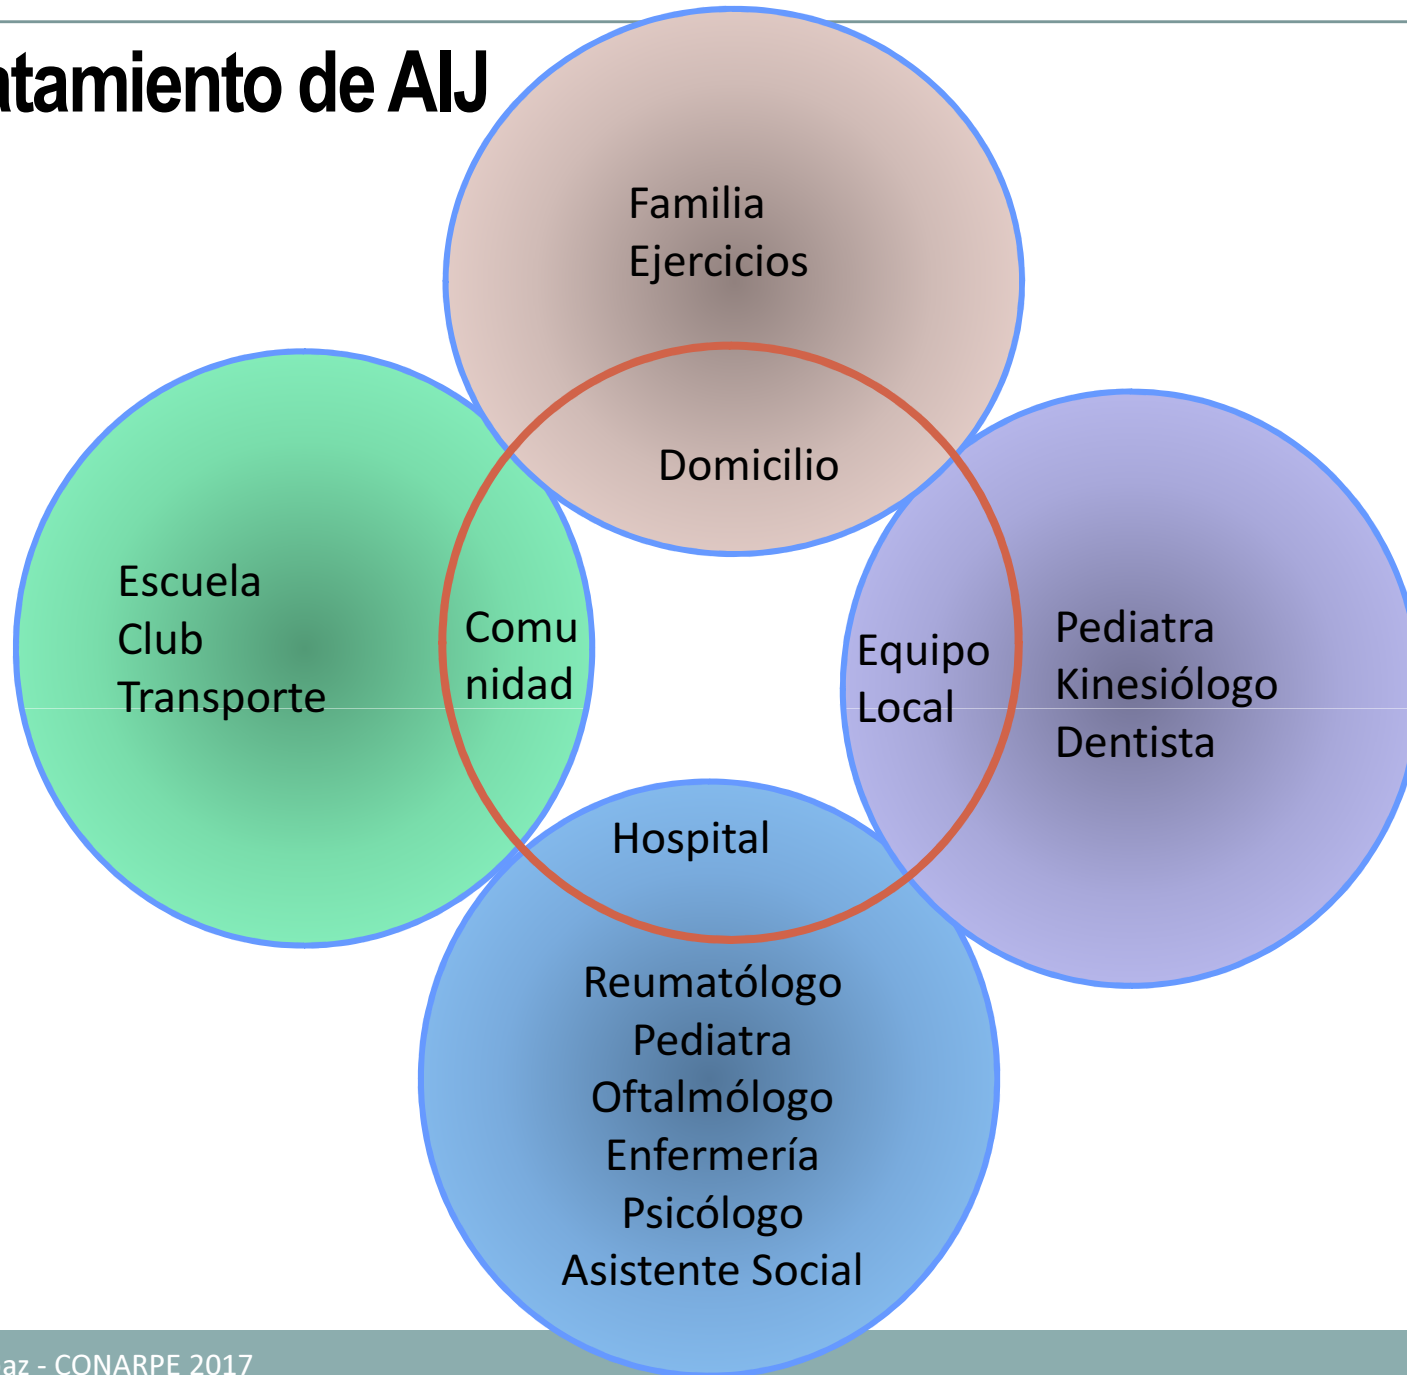 atamiento de AIJ
Familia
Ejercicios
Domicilio
Escuela
Club
Transporte
Comu
nidad
Equipo
Local
Pediatra
Kinesiólogo
Dentista
Hospital
Reumatólogo
Pediatra
Oftalmólogo
Enfermería
Psicólogo
Asistente Social
az - CONARPE 2017